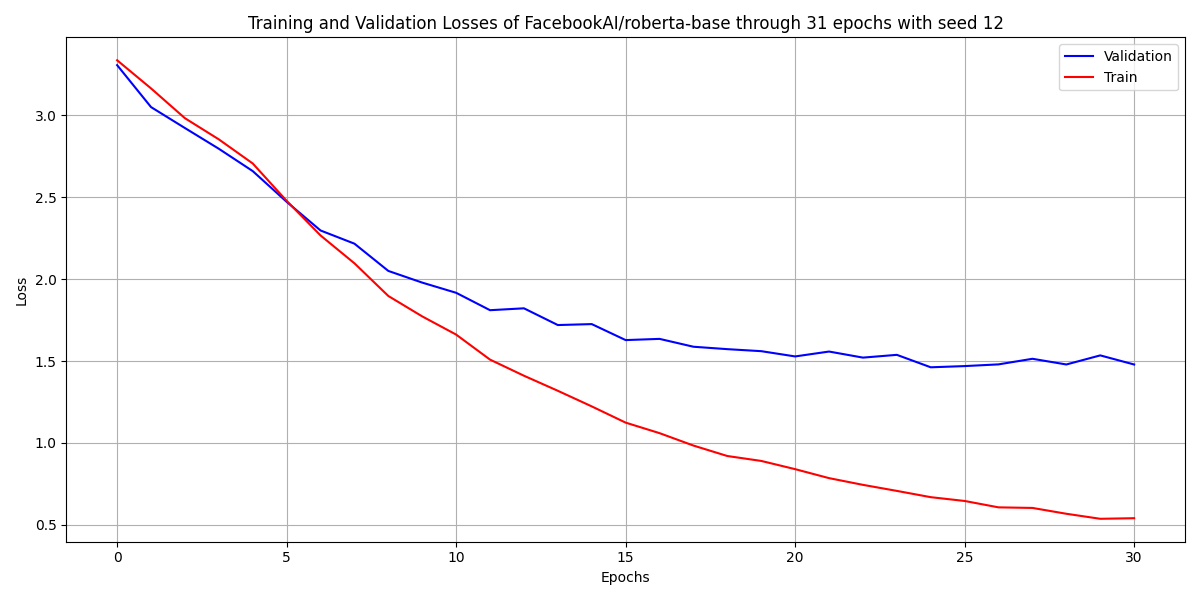 Training and Validation Losses of FacebookAI/roberta-base through 31 epochs with seed 12
Validation
Train
3.0
2.5
2.0
1.5
1.0
0.5
Loss
0 5 10 15 20 25 30
Epochs